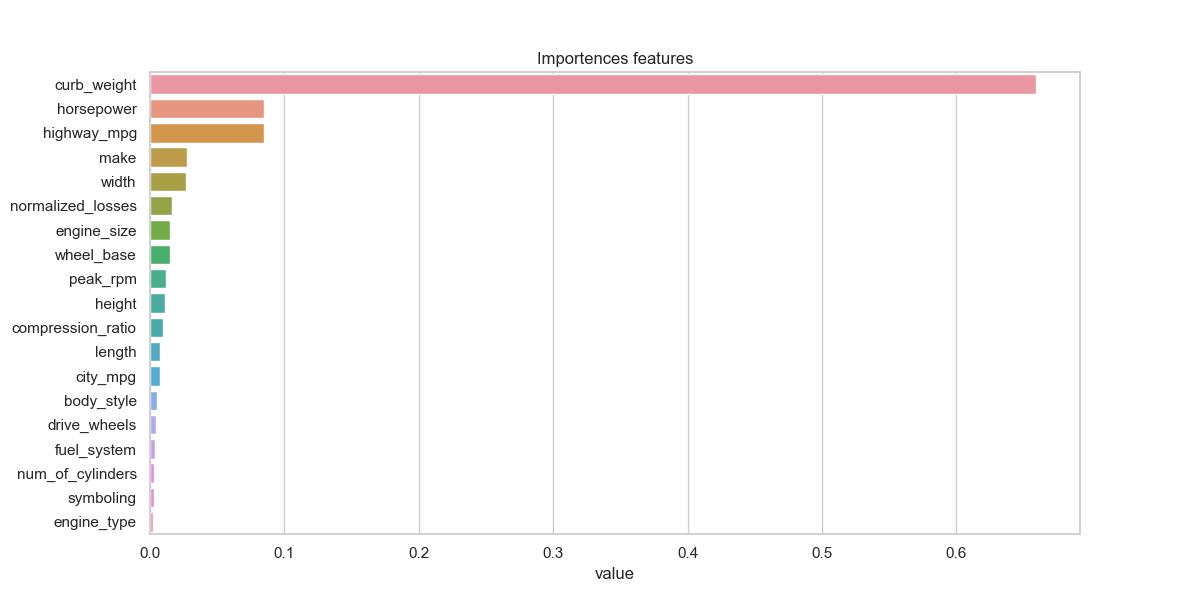 Importences features
curb_weight
horsepower
highway_mpg
make
width
normalized_losses
engine_size
wheel_base
peak_rpm
height
compression_ratio
length
city_mpg
body_style
drive_wheels
fuel_system
num_of_cylinders
symboling
engine_type
0.0 0.1 0.2 0.3 0.4 0.5 0.6
value